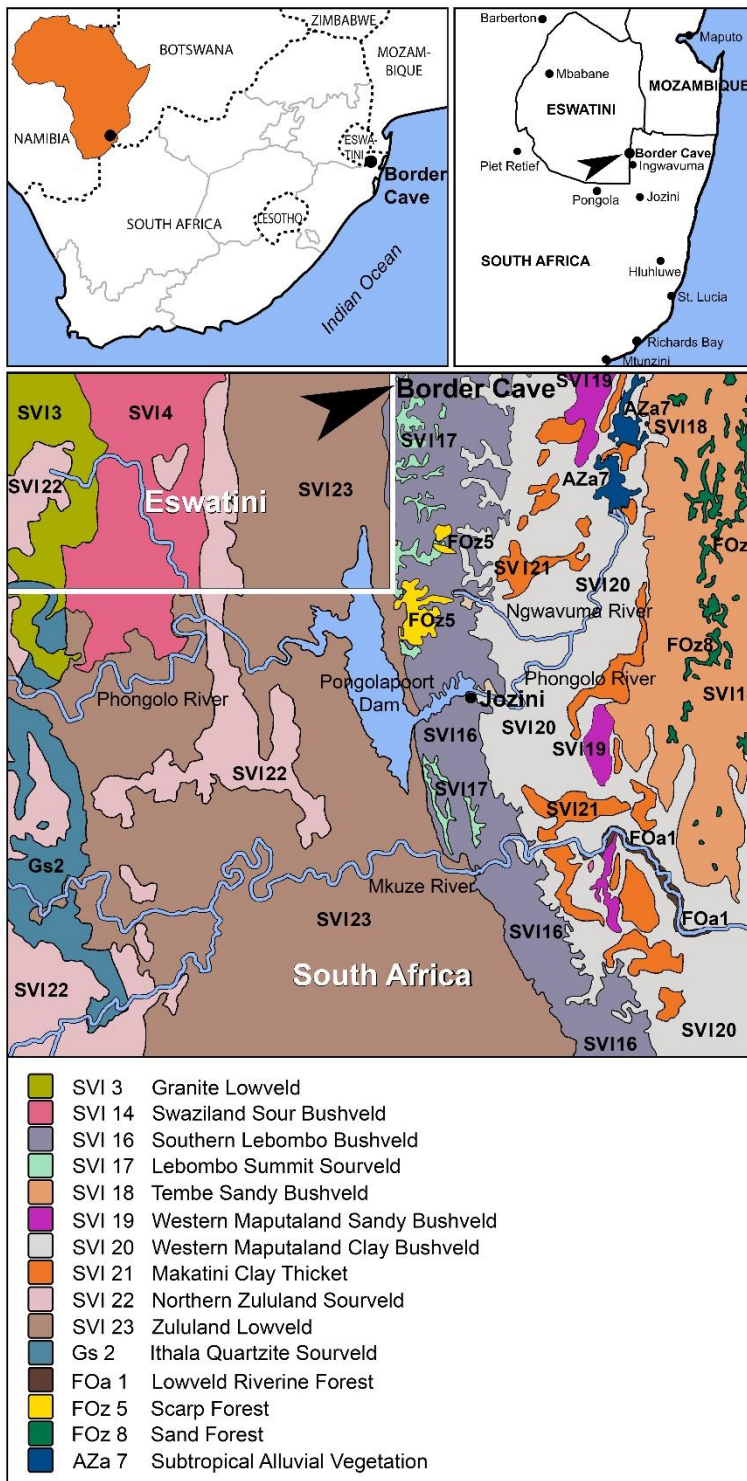 ZIMBABWE
BOTSWANA
MOZAM-
BIQUE
NAMIBIA
ESWA-
TINI
Border
Cave
SOUTH AFRICA
LESOTHO
Indian Ocean
Barberton
Maputo
Mbabane
MOZAMBIQUE
ESWATINI
Border Cave
Ingwavuma
Piet Retief
Pongola
Jozini
SOUTH AFRICA
Hluhluwe
St. Lucia
Richards Bay
Mtunzini
SVI3
SVI4
Border Cave
SVI19
SVI17
AZa7
SVI18
SVI22
Eswatini
SVI23
AZa7
FOz
FOz5
SVI21
SVI20
FOz5
Ngwavuma River
FOz8
Phongolo River
Pongolapoort
Dam
Phongolo River
Jozini
SVI1
SVI16
SVI20
SVI19
SVI22
SVI17
SVI21
Gs2
FOa1
Mkuze River
SVI23
SVI16
FOa1
SVI22
South Africa
SVI20
SVI16
SVI 3 Granite Lowveld
SVI 14 Swaziland Sour Bushveld
SVI 16 Southern Lebombo Bushveld
SVI 17 Lebombo Summit Sourveld
SVI 18 Tembe Sandy Bushveld
SVI 19 Western Maputaland Sandy Bushveld
SVI 20 Western Maputaland Clay Bushveld
SVI 21 Makatini Clay Thicket
SVI 22 Northern Zululand Sourveld
SVI 23 Zululand Lowveld
Gs 2 Ithala Quartzite Sourveld
FOa 1 Lowveld Riverine Forest
FOz 5 Scarp Forest
FOz 8 Sand Forest
AZa 7 Subtropical Alluvial Vegetation